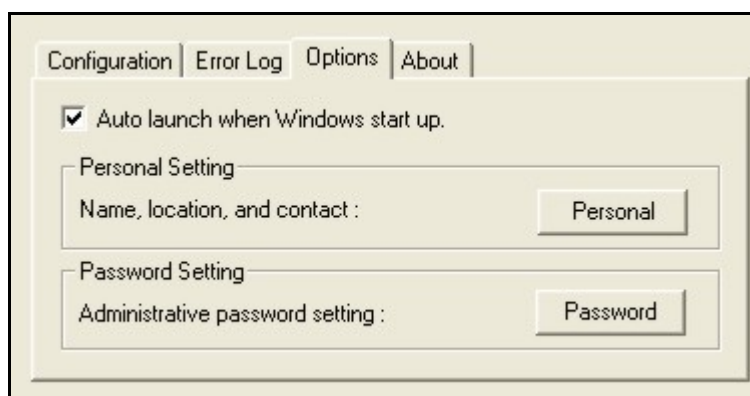 Configuration Error Log Options About
Auto launch when Windows start up.
Personal Setting
Name, location, and contact : Personal
Password Setting
Administrative password setting : Password